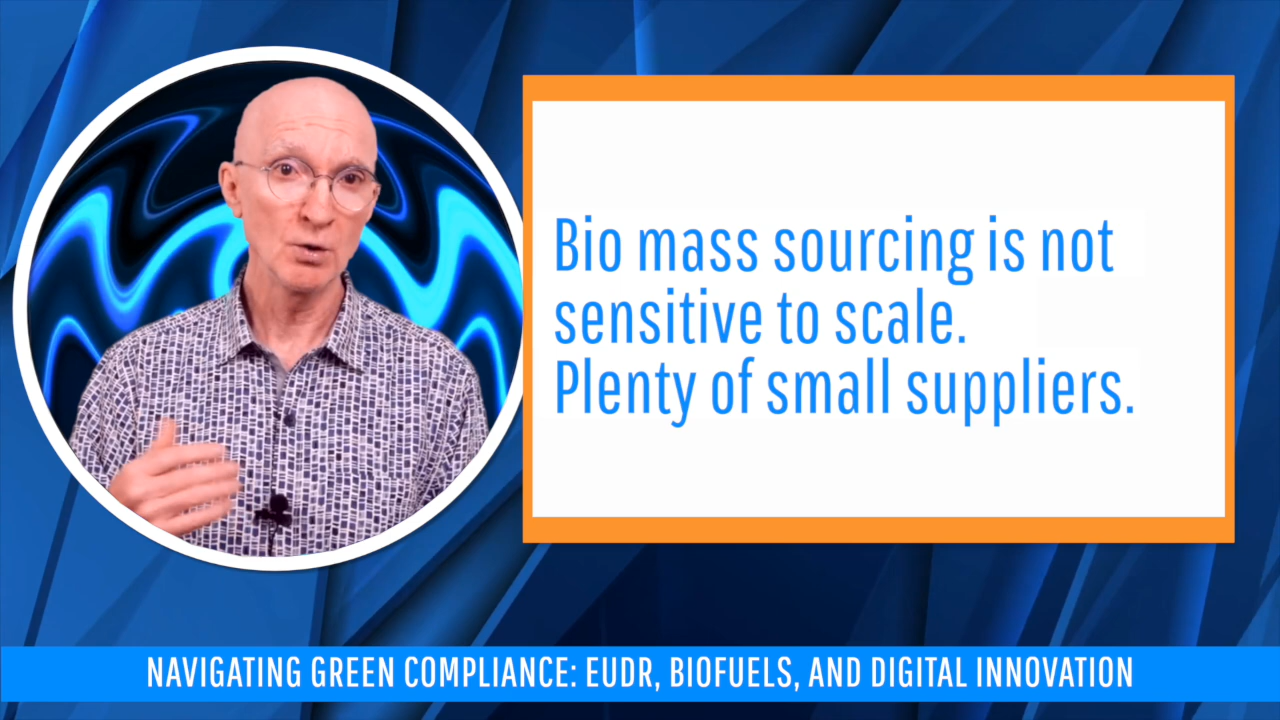 Bio mass sourcing is not
sensitive to scale.
Plenty of small suppliers.
NAVIGATING GREEN COMPLIANCE: EUDR, BIOFUELS, AND DIGITAL INNOVATION